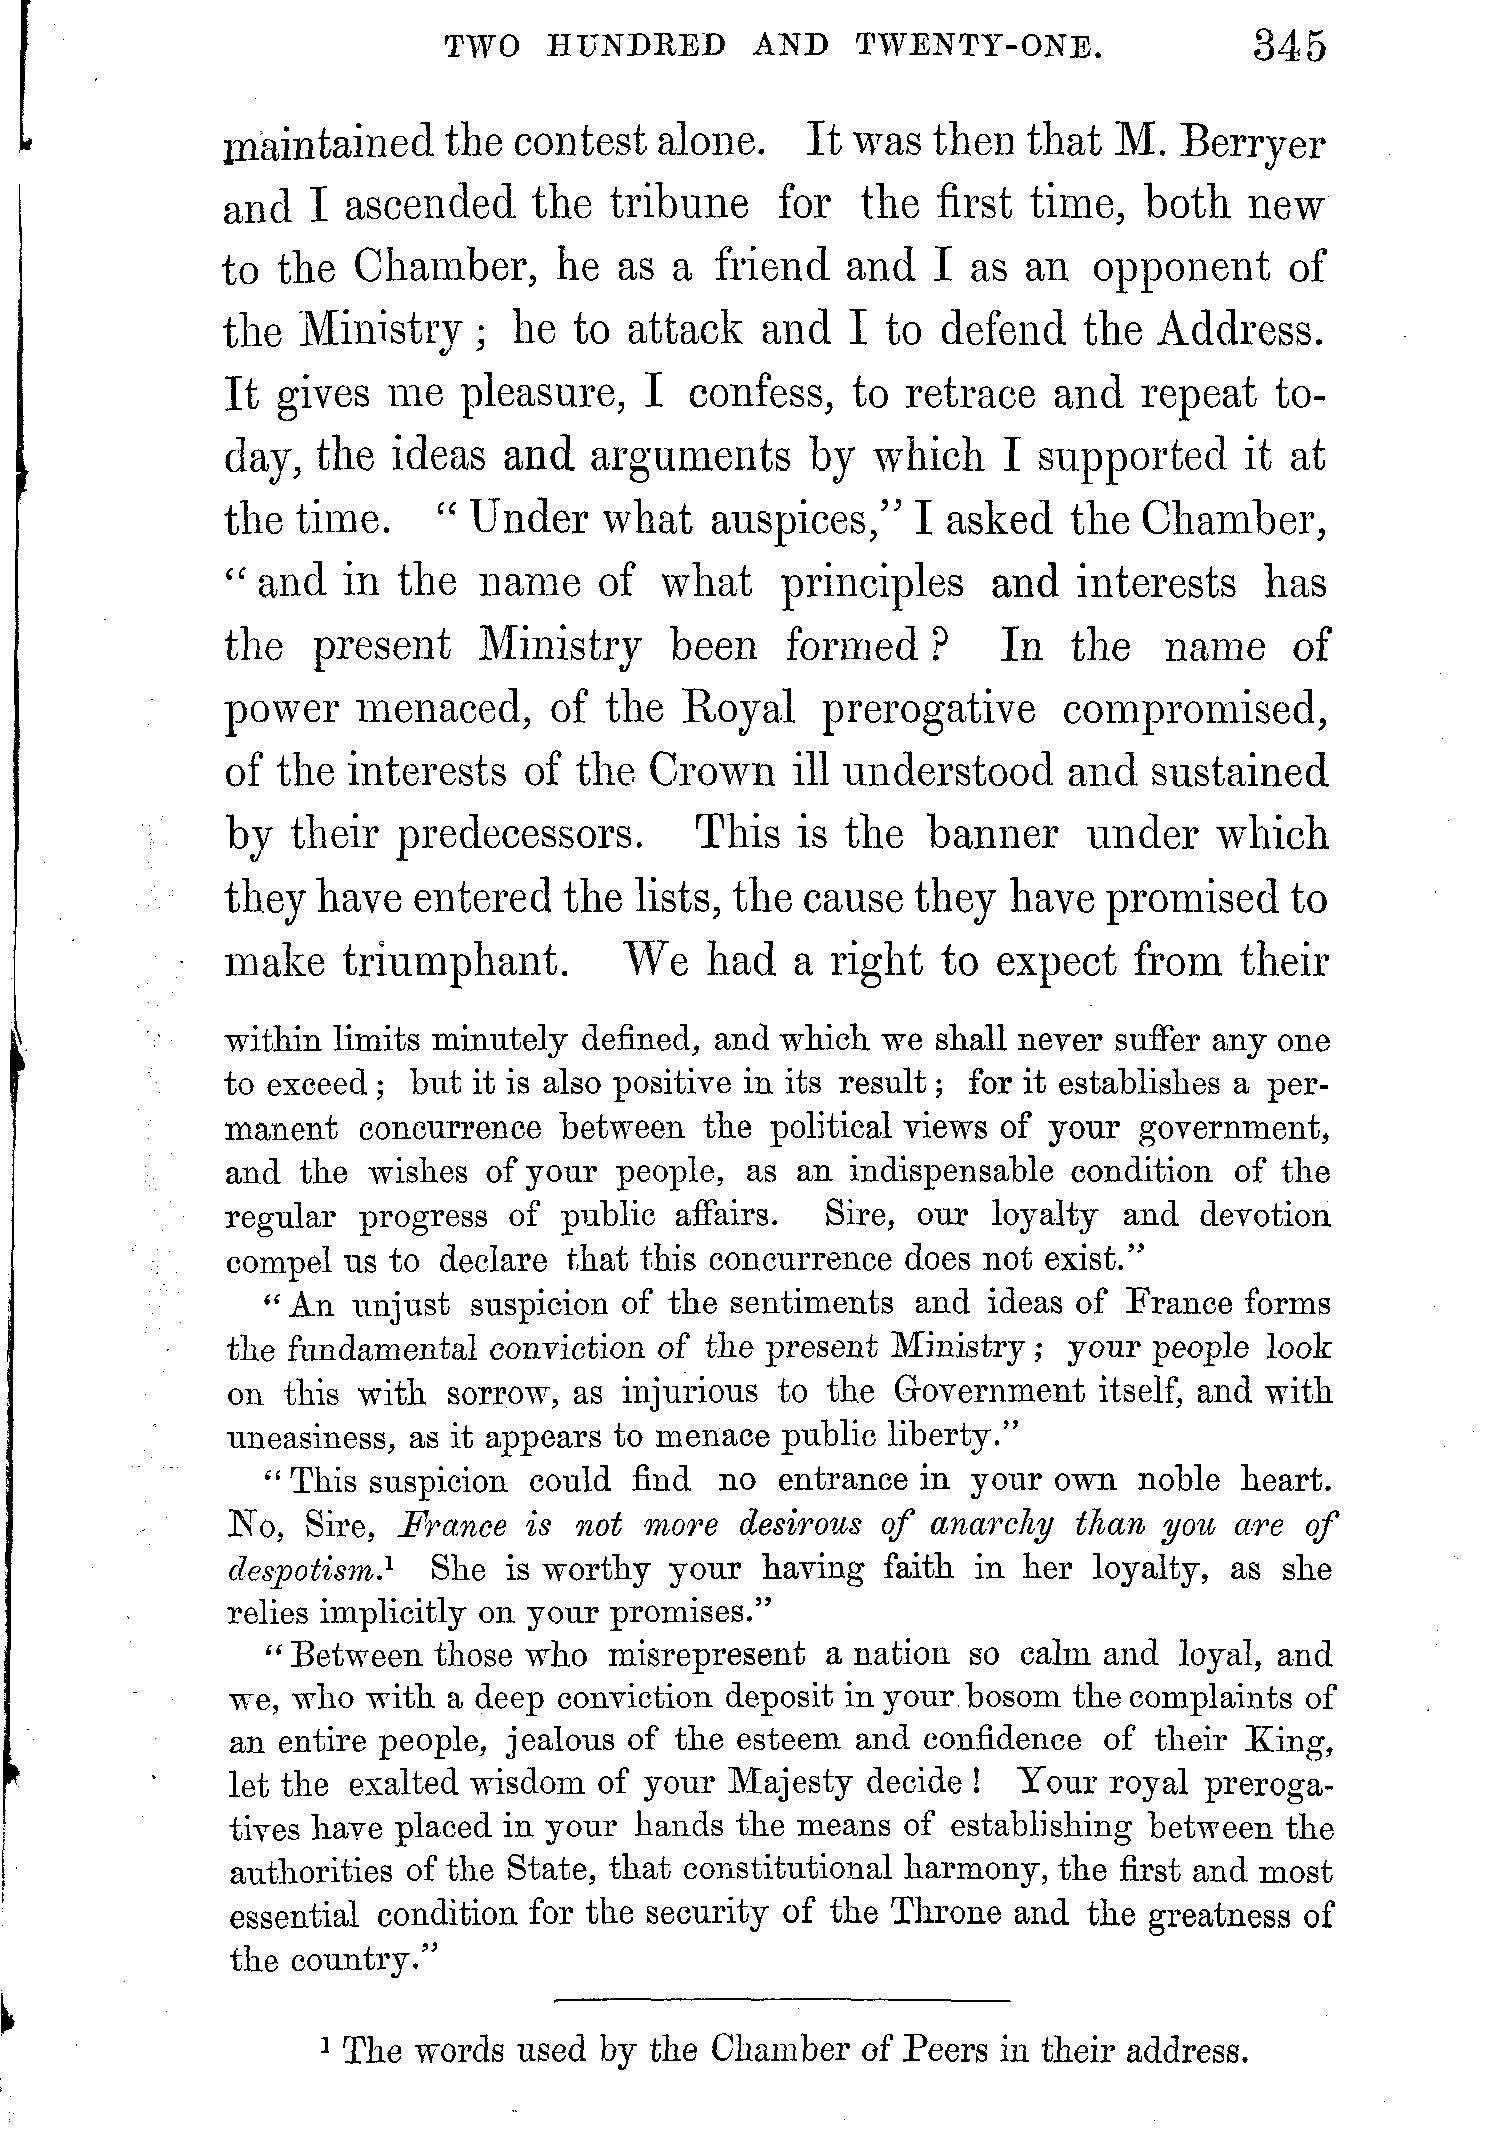 TWO HUNDRED AND TWENTY-ONE. 345
maintained the contest alone. It was then that M. Berryer
and I ascended the tribune for the first time, both new
to the Chamber, he as a friend and I as an opponent of
the Ministry ; he to attack and I to defend the Address.
It gives me pleasure, I confess, to retrace and repeat to-
day, the ideas and arguments by which I supported it at
the time. “ Under what auspices,” I asked the Chamber,
“ and in the name of what principles and interests has
the present Ministry been formed ? In the name of
power menaced, of the Royal prerogative compromised,
of the interests of the Crown ill understood and sustained
by their predecessors. This is the banner under which
they have entered the lists, the cause they have promised to
make triumphant. We had a right to expect from their
within limits minutely defined, and which we shall never suffer any one
to exceed ; but it is also positive in its result ; for it establishes a per-
manent concurrence between the political views of your government,
and the wishes of your people, as an indispensable condition of the
regular progress of public affairs. Sire, our loyalty and devotion
compel us to declare that this concurrence does not exist.”
“ An unjust suspicion of the sentiments and ideas of France forms
the fundamental conviction of the present Ministry ; your people look
on this with sorrow, as injurious to the Government itself, and with
uneasiness, as it appears to menace public liberty.”
“ This suspicion could find no entrance in your own noble heart.
No, Sire, France is not more desirous of anarchy than you are of
despotism.¹ She is worthy your having faith in her loyalty, as she
relies implicitly on your promises.”
“ Between those who misrepresent a nation so calm and loyal, and
we, who with a deep conviction deposit in your bosom the complaints of
an entire people, jealous of the esteem and confidence of their King,
let the exalted wisdom of your Majesty decide ! Your royal preroga-
tives have placed in your hands the means of establishing between the
authorities of the State, that constitutional harmony, the first and most
essential condition for the security of the Throne and the greatness of
the country.”
¹ The words used by the Chamber of Peers in their address.